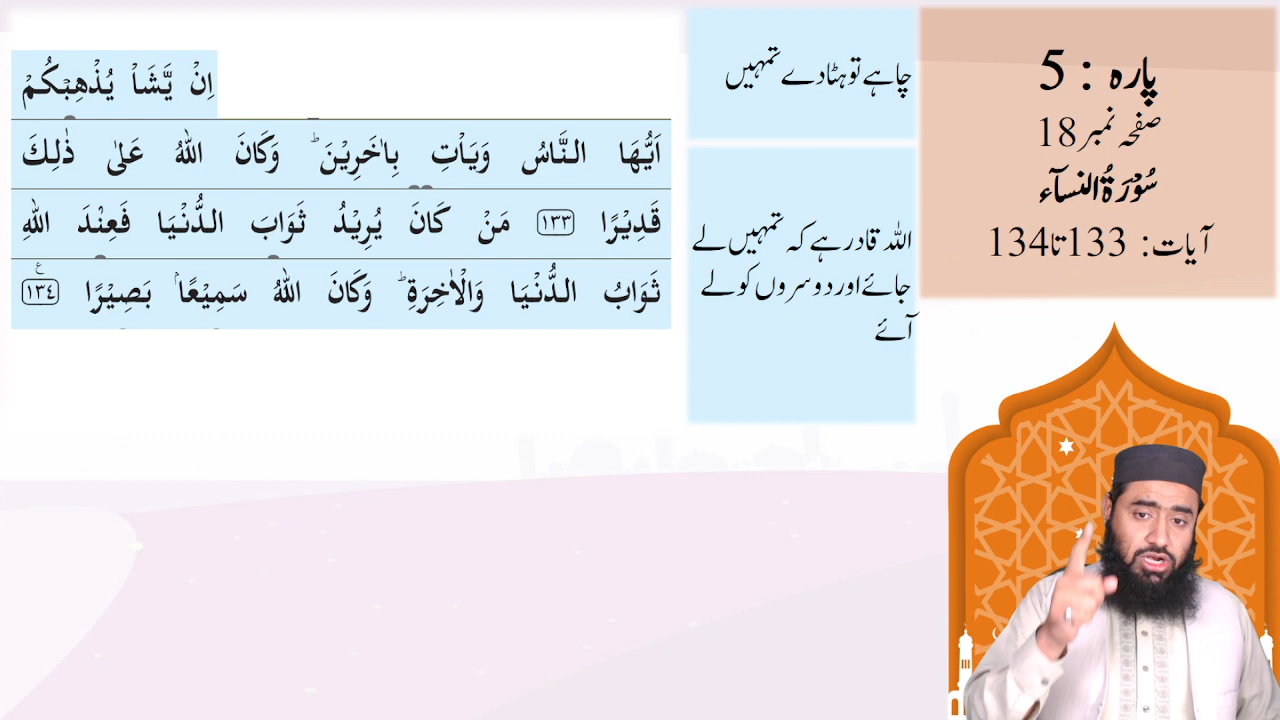 پارہ : 5
صفحہ نمبر 18
سُوْرَۃُ النسآء
آیات: 133 تا 134
چاہے تو ہٹا دے تمہیں
اللہ قادر ہے کہ تمہیں لے
جائے اور دوسروں کو لے
آئے
اِنْ يَّشَاْ يُذْهِبْكُمْ
اَيُّهَا النَّاسُ وَيَاْتِ بِاٰخَرِيْنَ ؕ وَكَانَ اللّٰهُ عَلٰى ذٰلِكَ
قَدِيْرًا ۝١٣٣ مَنْ كَانَ يُرِيْدُ ثَوَابَ الدُّنْيَا فَعِنْدَ اللّٰهِ
ثَوَابُ الدُّنْيَا وَالْاٰخِرَةِ ؕ وَكَانَ اللّٰهُ سَمِيْعًاۢ بَصِيْرًا ۝١٣٤ ع